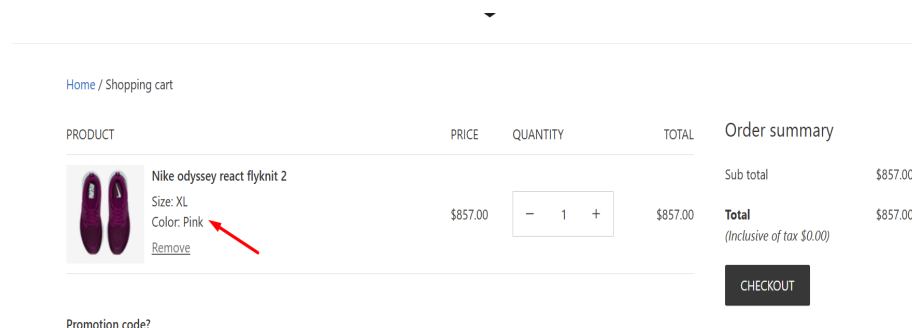 Home / Shopping cart
PRODUCT PRICE QUANTITY TOTAL
Nike odyssey react flyknit 2
Size: XL
Color: Pink
Remove
$857.00 − 1 + $857.00
Order summary
Sub total $857.00
Total $857.00
(Inclusive of tax $0.00)
CHECKOUT
Promotion code?